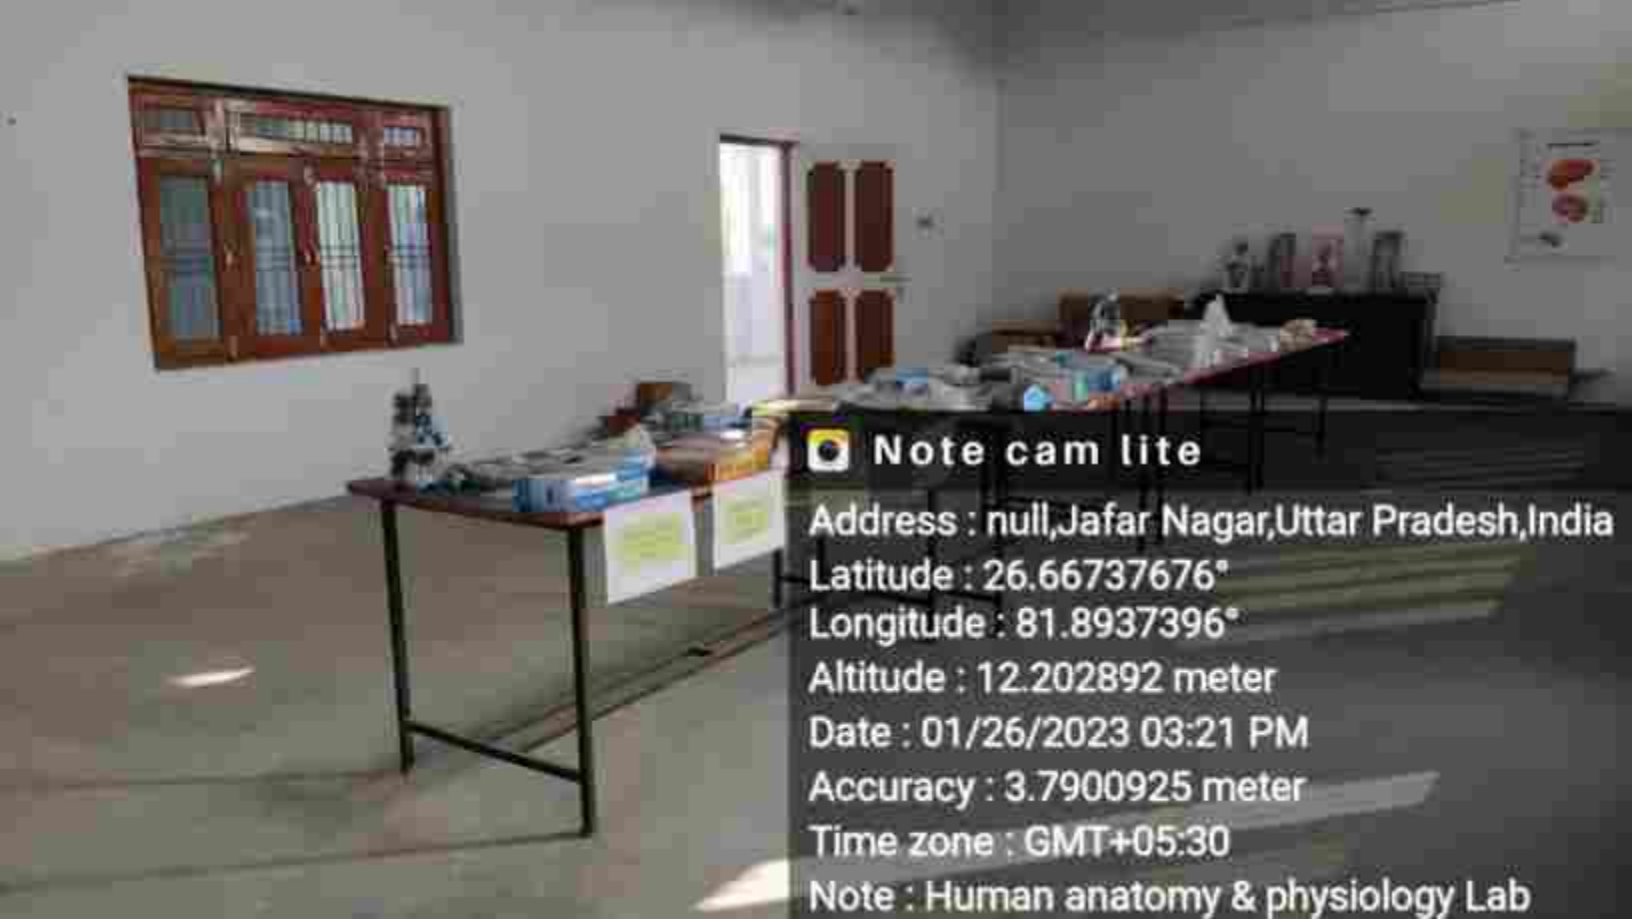 Note cam lite
Address : null,Jafar Nagar,Uttar Pradesh,India
Latitude : 26.66737676°
Longitude : 81.8937396°
Altitude : 12.202892 meter
Date : 01/26/2023 03:21 PM
Accuracy : 3.7900925 meter
Time zone : GMT+05:30
Note : Human anatomy & physiology Lab